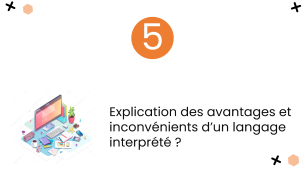 5
Explication des avantages et
inconvénients d’un langage
interprété ?